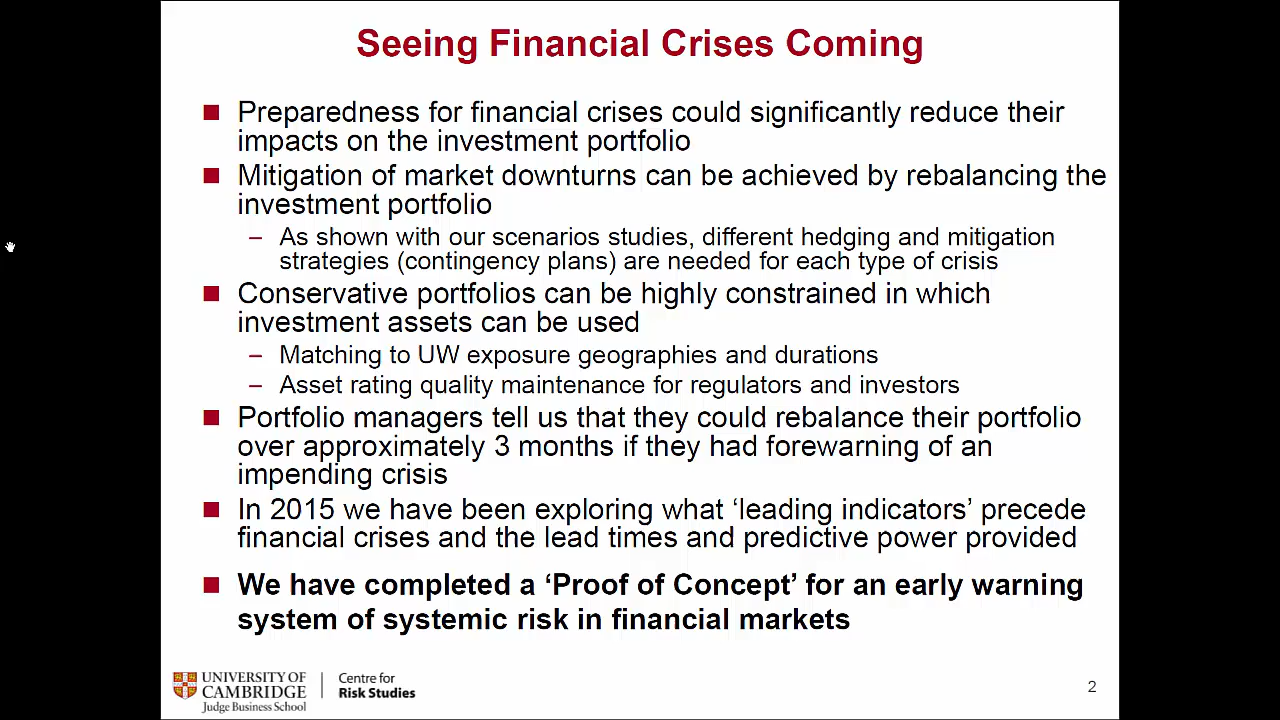 Seeing Financial Crises Coming
Preparedness for financial crises could significantly reduce their
impacts on the investment portfolio
Mitigation of market downturns can be achieved by rebalancing the
investment portfolio
– As shown with our scenarios studies, different hedging and mitigation
strategies (contingency plans) are needed for each type of crisis
Conservative portfolios can be highly constrained in which
investment assets can be used
– Matching to UW exposure geographies and durations
– Asset rating quality maintenance for regulators and investors
Portfolio managers tell us that they could rebalance their portfolio
over approximately 3 months if they had forewarning of an
impending crisis
In 2015 we have been exploring what ‘leading indicators’ precede
financial crises and the lead times and predictive power provided
We have completed a ‘Proof of Concept’ for an early warning
system of systemic risk in financial markets
UNIVERSITY OF
CAMBRIDGE
Judge Business School
Centre for
Risk Studies
2